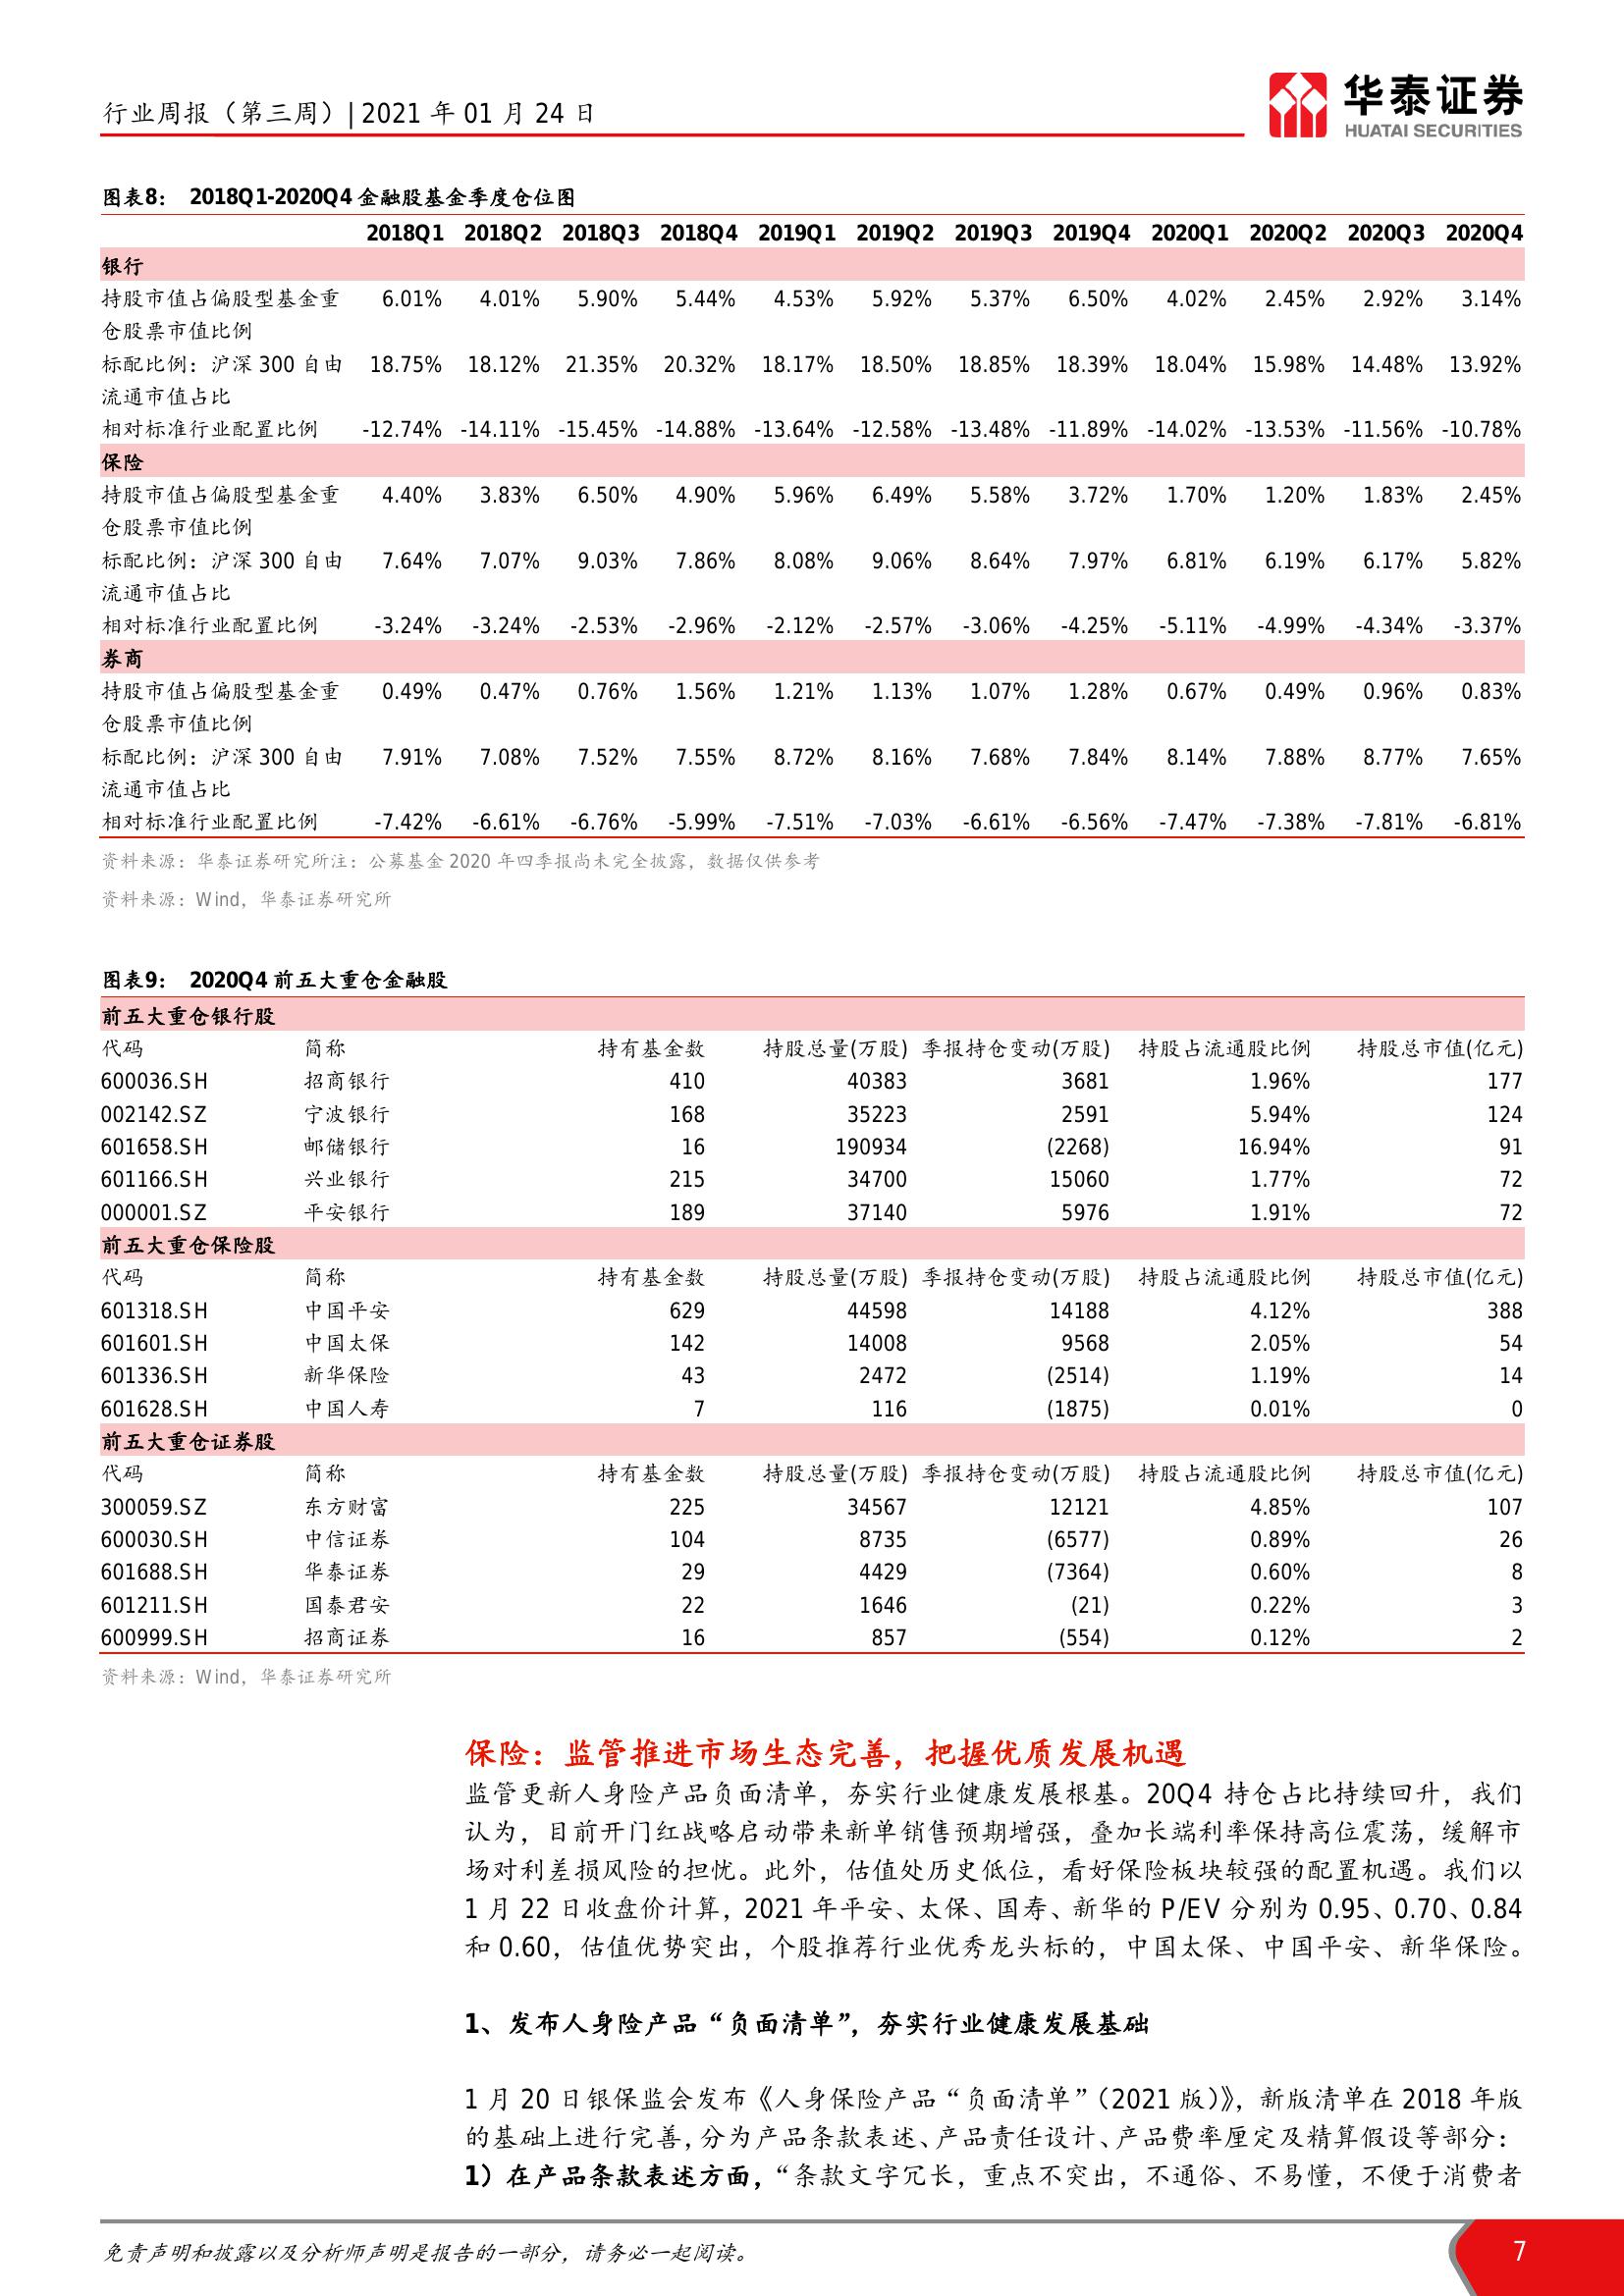 行业周报（第三周）| 2021 年 01 月 24 日
华泰证券
HUATAI SECURITIES
图表8： 2018Q1-2020Q4 金融股基金季度仓位图
2018Q1 2018Q2 2018Q3 2018Q4 2019Q1 2019Q2 2019Q3 2019Q4 2020Q1 2020Q2 2020Q3 2020Q4
银行
持股市值占偏股型基金重 6.01% 4.01% 5.90% 5.44% 4.53% 5.92% 5.37% 6.50% 4.02% 2.45% 2.92% 3.14%
仓股票市值比例
标配比例：沪深 300 自由 18.75% 18.12% 21.35% 20.32% 18.17% 18.50% 18.85% 18.39% 18.04% 15.98% 14.48% 13.92%
流通市值占比
相对标准行业配置比例 -12.74% -14.11% -15.45% -14.88% -13.64% -12.58% -13.48% -11.89% -14.02% -13.53% -11.56% -10.78%
保险
持股市值占偏股型基金重 4.40% 3.83% 6.50% 4.90% 5.96% 6.49% 5.58% 3.72% 1.70% 1.20% 1.83% 2.45%
仓股票市值比例
标配比例：沪深 300 自由 7.64% 7.07% 9.03% 7.86% 8.08% 9.06% 8.64% 7.97% 6.81% 6.19% 6.17% 5.82%
流通市值占比
相对标准行业配置比例 -3.24% -3.24% -2.53% -2.96% -2.12% -2.57% -3.06% -4.25% -5.11% -4.99% -4.34% -3.37%
券商
持股市值占偏股型基金重 0.49% 0.47% 0.76% 1.56% 1.21% 1.13% 1.07% 1.28% 0.67% 0.49% 0.96% 0.83%
仓股票市值比例
标配比例：沪深 300 自由 7.91% 7.08% 7.52% 7.55% 8.72% 8.16% 7.68% 7.84% 8.14% 7.88% 8.77% 7.65%
流通市值占比
相对标准行业配置比例 -7.42% -6.61% -6.76% -5.99% -7.51% -7.03% -6.61% -6.56% -7.47% -7.38% -7.81% -6.81%
资料来源：华泰证券研究所注：公募基金 2020 年四季报尚未完全披露，数据仅供参考
资料来源：Wind，华泰证券研究所
图表9： 2020Q4 前五大重仓金融股
前五大重仓银行股
代码 简称 持有基金数 持股总量(万股) 季报持仓变动(万股) 持股占流通股比例 持股总市值(亿元)
600036.SH 招商银行 410 40383 3681 1.96% 177
002142.SZ 宁波银行 168 35223 2591 5.94% 124
601658.SH 邮储银行 16 190934 (2268) 16.94% 91
601166.SH 兴业银行 215 34700 15060 1.77% 72
000001.SZ 平安银行 189 37140 5976 1.91% 72
前五大重仓保险股
代码 简称 持有基金数 持股总量(万股) 季报持仓变动(万股) 持股占流通股比例 持股总市值(亿元)
601318.SH 中国平安 629 44598 14188 4.12% 388
601601.SH 中国太保 142 14008 9568 2.05% 54
601336.SH 新华保险 43 2472 (2514) 1.19% 14
601628.SH 中国人寿 7 116 (1875) 0.01% 0
前五大重仓证券股
代码 简称 持有基金数 持股总量(万股) 季报持仓变动(万股) 持股占流通股比例 持股总市值(亿元)
300059.SZ 东方财富 225 34567 12121 4.85% 107
600030.SH 中信证券 104 8735 (6577) 0.89% 26
601688.SH 华泰证券 29 4429 (7364) 0.60% 8
601211.SH 国泰君安 22 1646 (21) 0.22% 3
600999.SH 招商证券 16 857 (554) 0.12% 2
资料来源：Wind，华泰证券研究所
保险：监管推进市场生态完善，把握优质发展机遇
监管更新人身险产品负面清单，夯实行业健康发展根基。20Q4 持仓占比持续回升，我们
认为，目前开门红战略启动带来新单销售预期增强，叠加长端利率保持高位震荡，缓解市
场对利差损风险的担忧。此外，估值处历史低位，看好保险板块较强的配置机遇。我们以
1 月 22 日收盘价计算，2021 年平安、太保、国寿、新华的 P/EV 分别为 0.95、0.70、0.84
和 0.60，估值优势突出，个股推荐行业优秀龙头标的，中国太保、中国平安、新华保险。
1、发布人身险产品“负面清单”，夯实行业健康发展基础
1 月 20 日银保监会发布《人身保险产品“负面清单”（2021 版）》，新版清单在 2018 年版
的基础上进行完善，分为产品条款表述、产品责任设计、产品费率厘定及精算假设等部分：
1）在产品条款表述方面，“条款文字冗长，重点不突出，不通俗、不易懂，不便于消费者
免责声明和披露以及分析师声明是报告的一部分，请务必一起阅读。
7